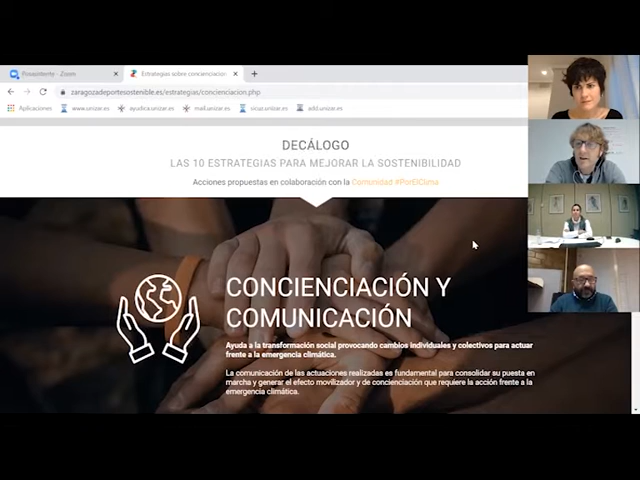 Posasistente - Zoom
Estrategias sobre concienciacion
zaragozadeportesostenible.es/estrategias/concienciacion.php
Aplicaciones www.unizar.es ayudica.unizar.es mail.unizar.es vicuz.unizar.es add.unizar.es
DECÁLOGO
LAS 10 ESTRATEGIAS PARA MEJORAR LA SOSTENIBILIDAD
Acciones propuestas en colaboración con la Comunidad #PorElClima
CONCIENCIACIÓN Y
COMUNICACIÓN
Ayuda a la transformación social provocando cambios individuales y colectivos para actuar
frente a la emergencia climática.
La comunicación de las actuaciones realizadas es fundamental para consolidar su puesta en
marcha y generar el efecto movilizador y de concienciación que requiere la acción frente a la
emergencia climática.